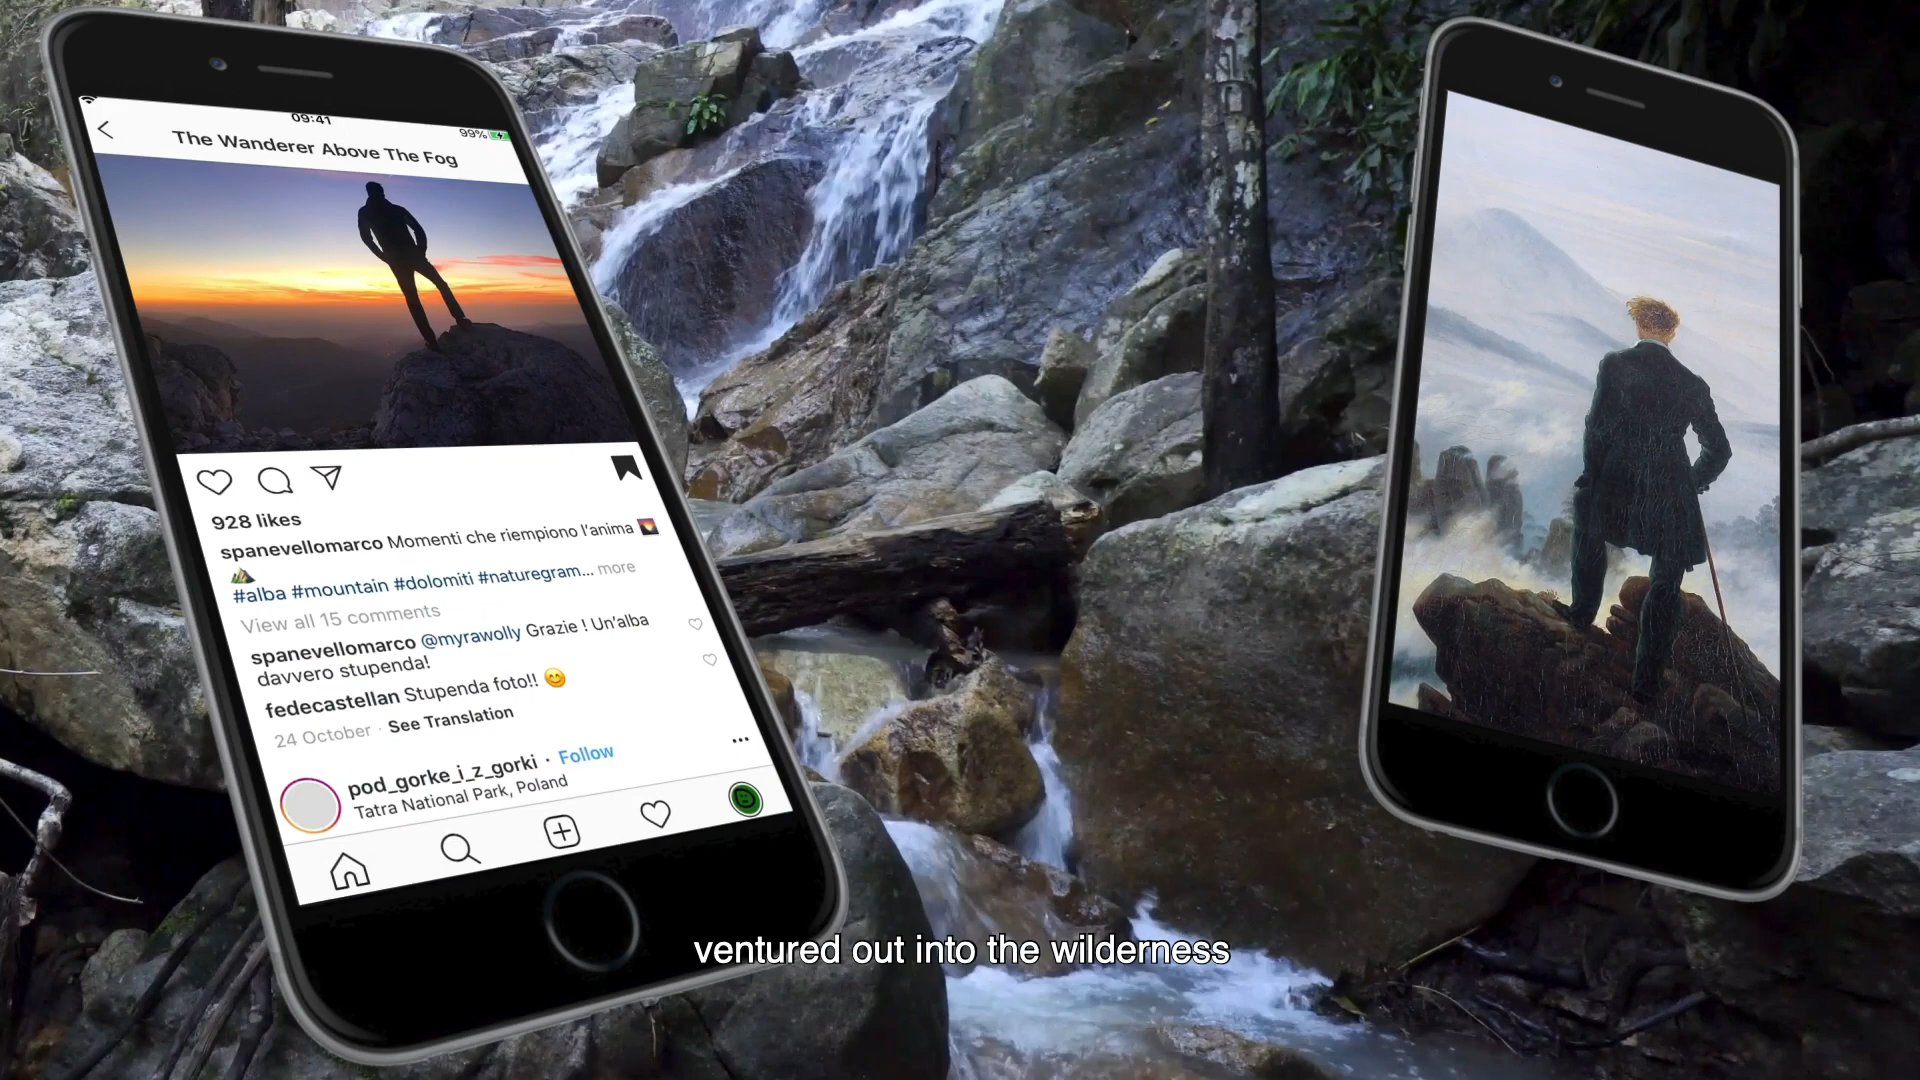 09:41
99%
The Wanderer Above The Fog
928 likes
spanevellomarco Momenti che riempiono l'anima 🌄
⛰️
#alba #mountain #dolomiti #naturegram... more
View all 15 comments
spanevellomarco @myrawolly Grazie ! Un'alba
davvero stupenda!
fedecastellan Stupenda foto!! 😊
24 October · See Translation
pod_gorke_i_z_gorki · Follow
Tatra National Park, Poland
ventured out into the wilderness